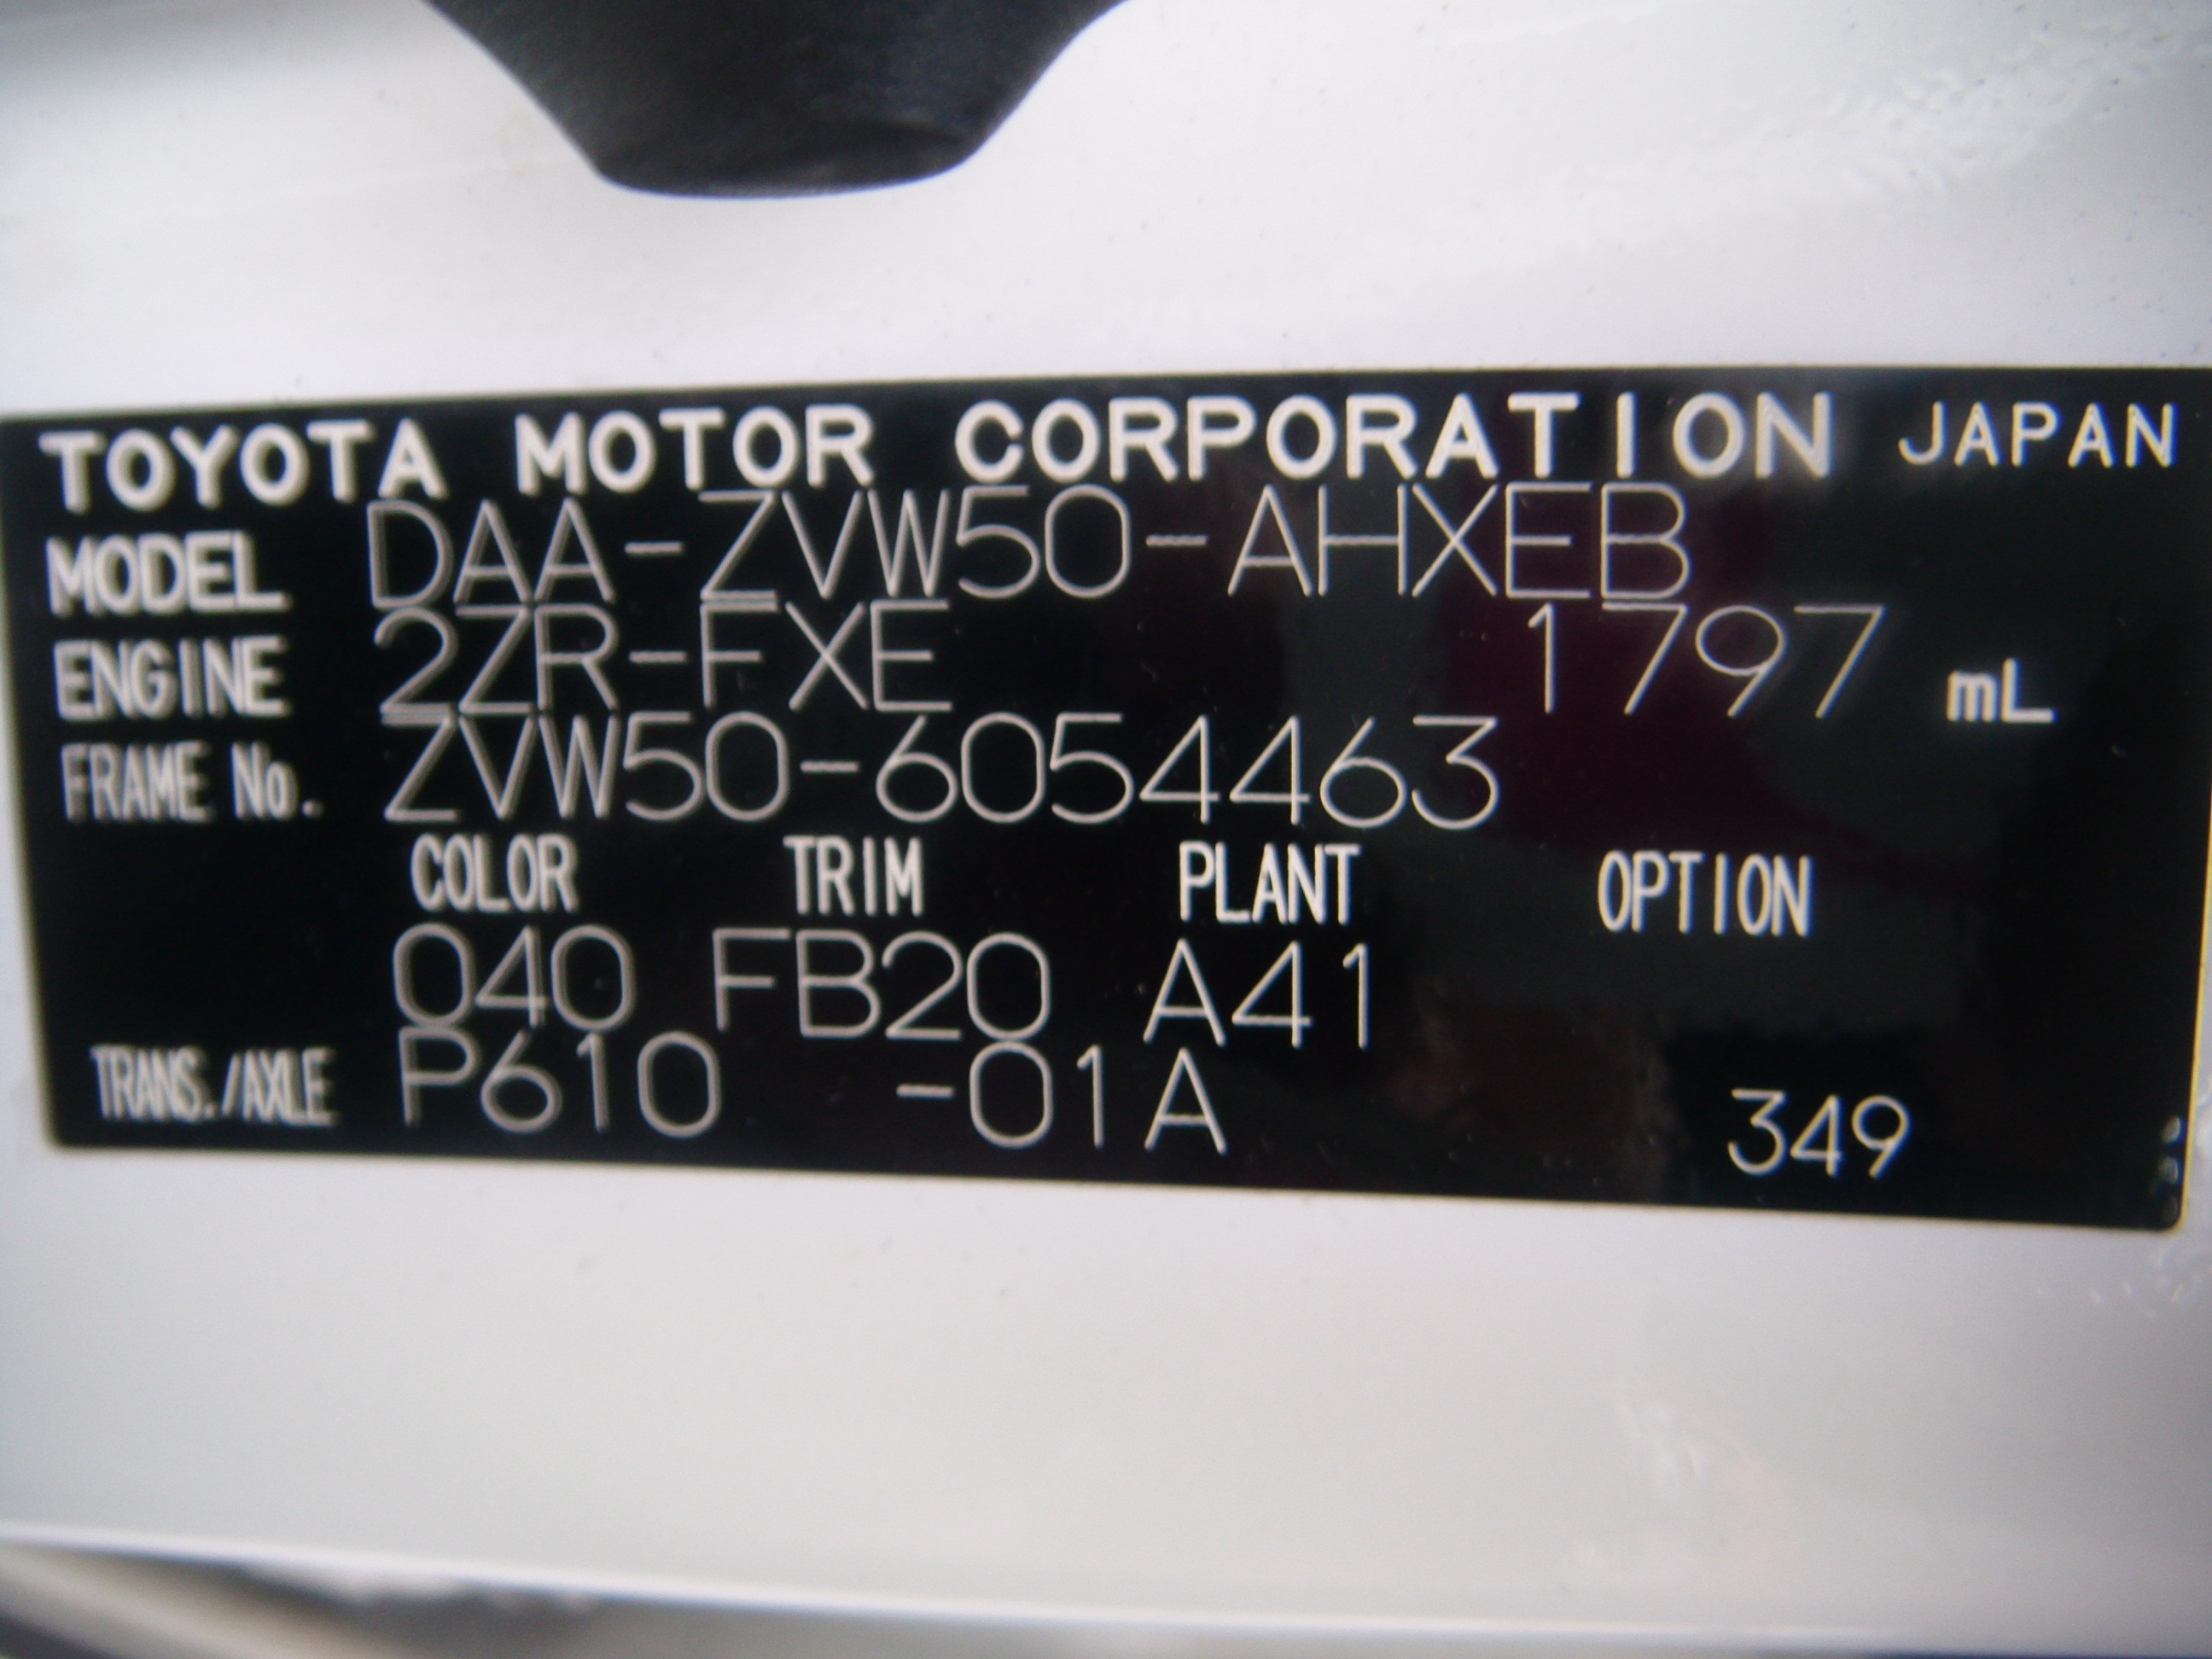 TOYOTA MOTOR CORPORATION JAPAN
MODEL DAA-ZVW50-AHXEB
ENGINE 2ZR-FXE 1797 mL
FRAME No. ZVW50-6054463
COLOR TRIM PLANT OPTION
040 FB20 A41
TRANS./AXLE P610 -01A 349